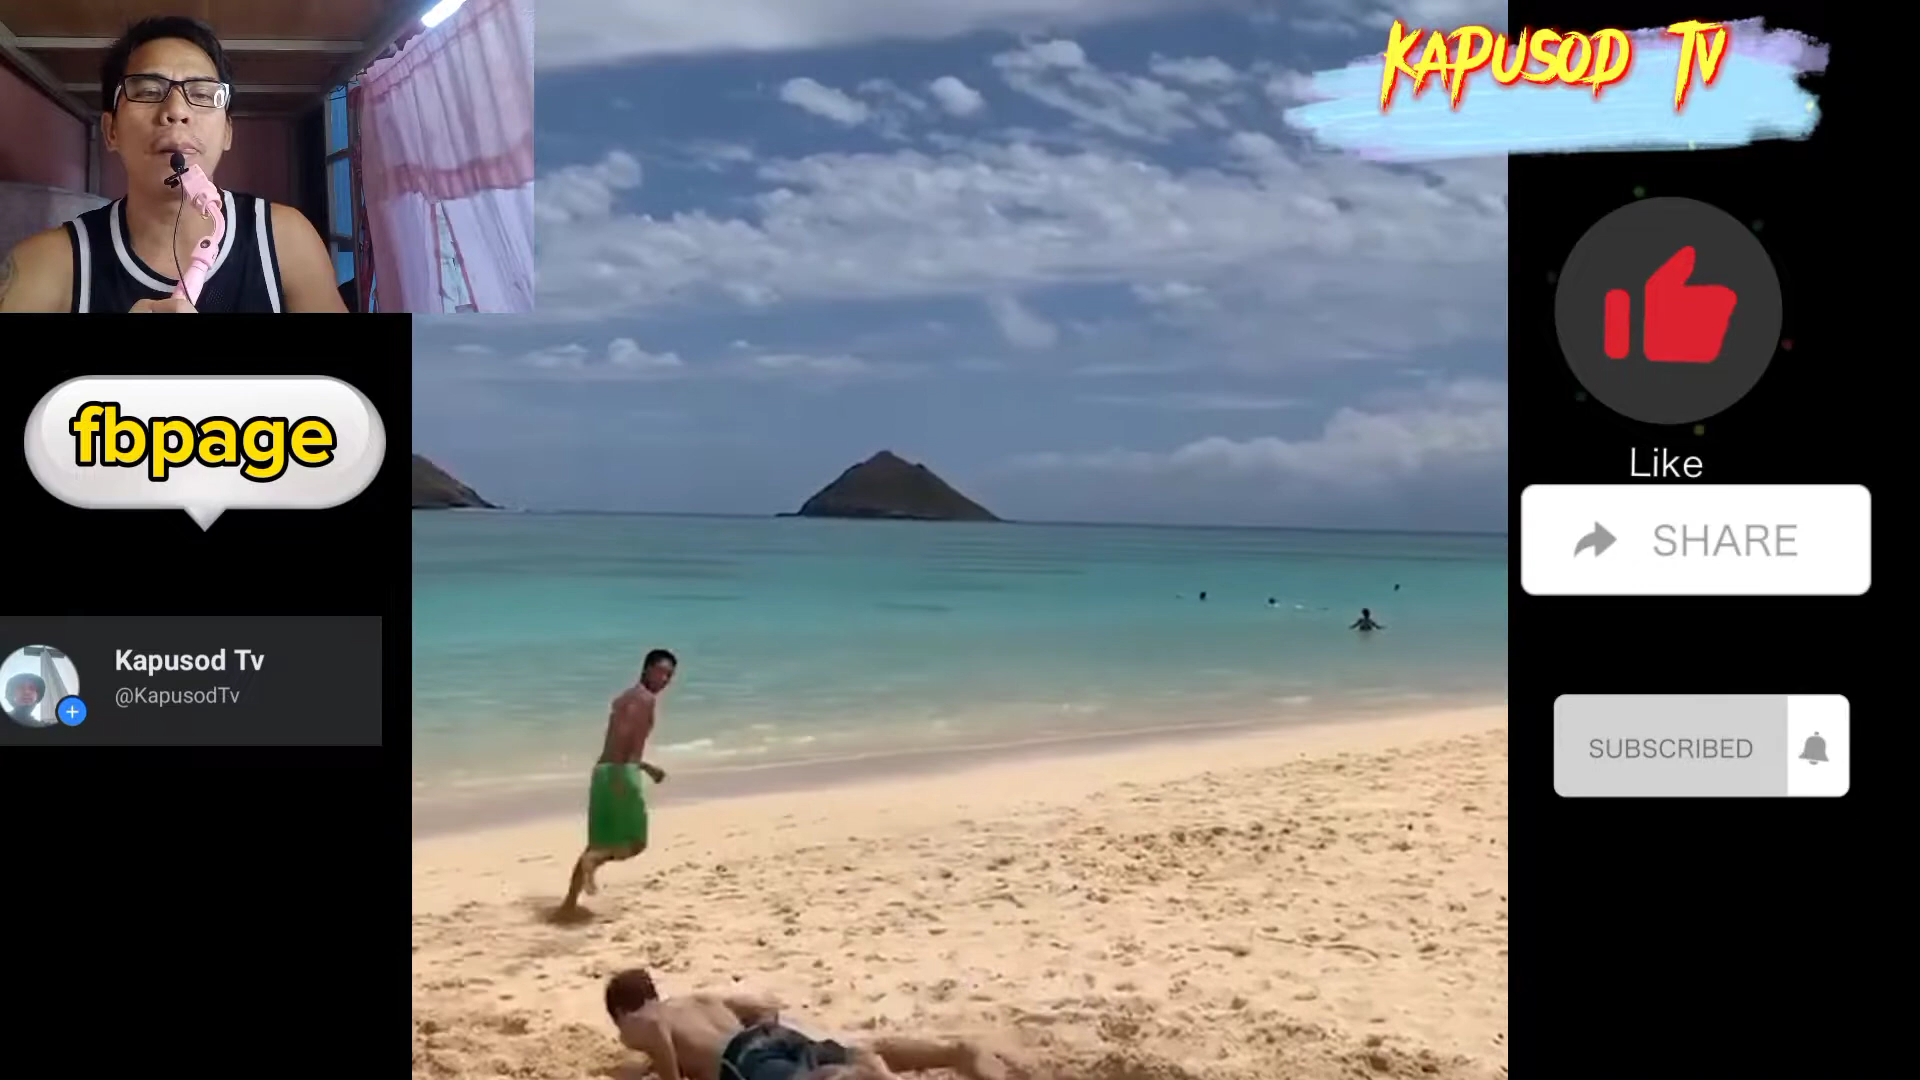 KAPUSOD TV
fbpage
Like
SHARE
Kapusod Tv
@KapusodTv
SUBSCRIBED